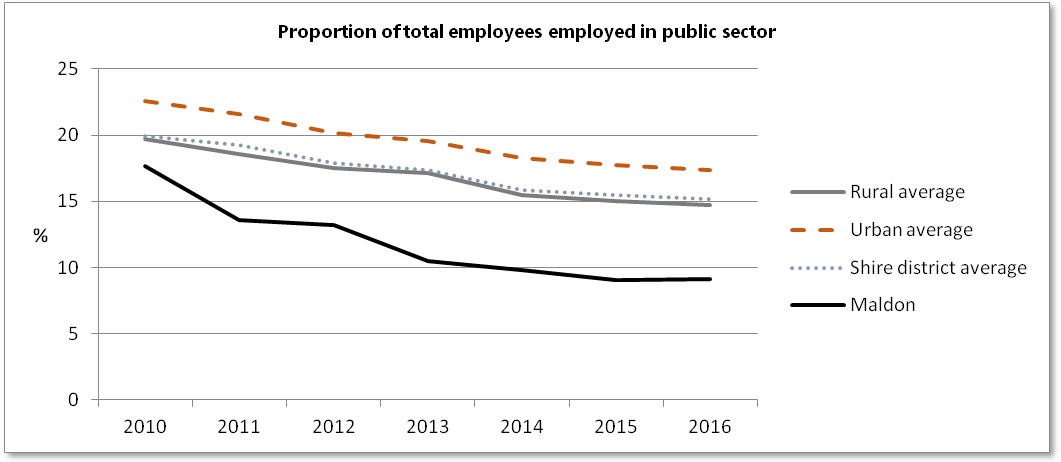 Proportion of total employees employed in public sector
25
20
15
10
5
0
%
2010 2011 2012 2013 2014 2015 2016
Rural average
Urban average
Shire district average
Maldon